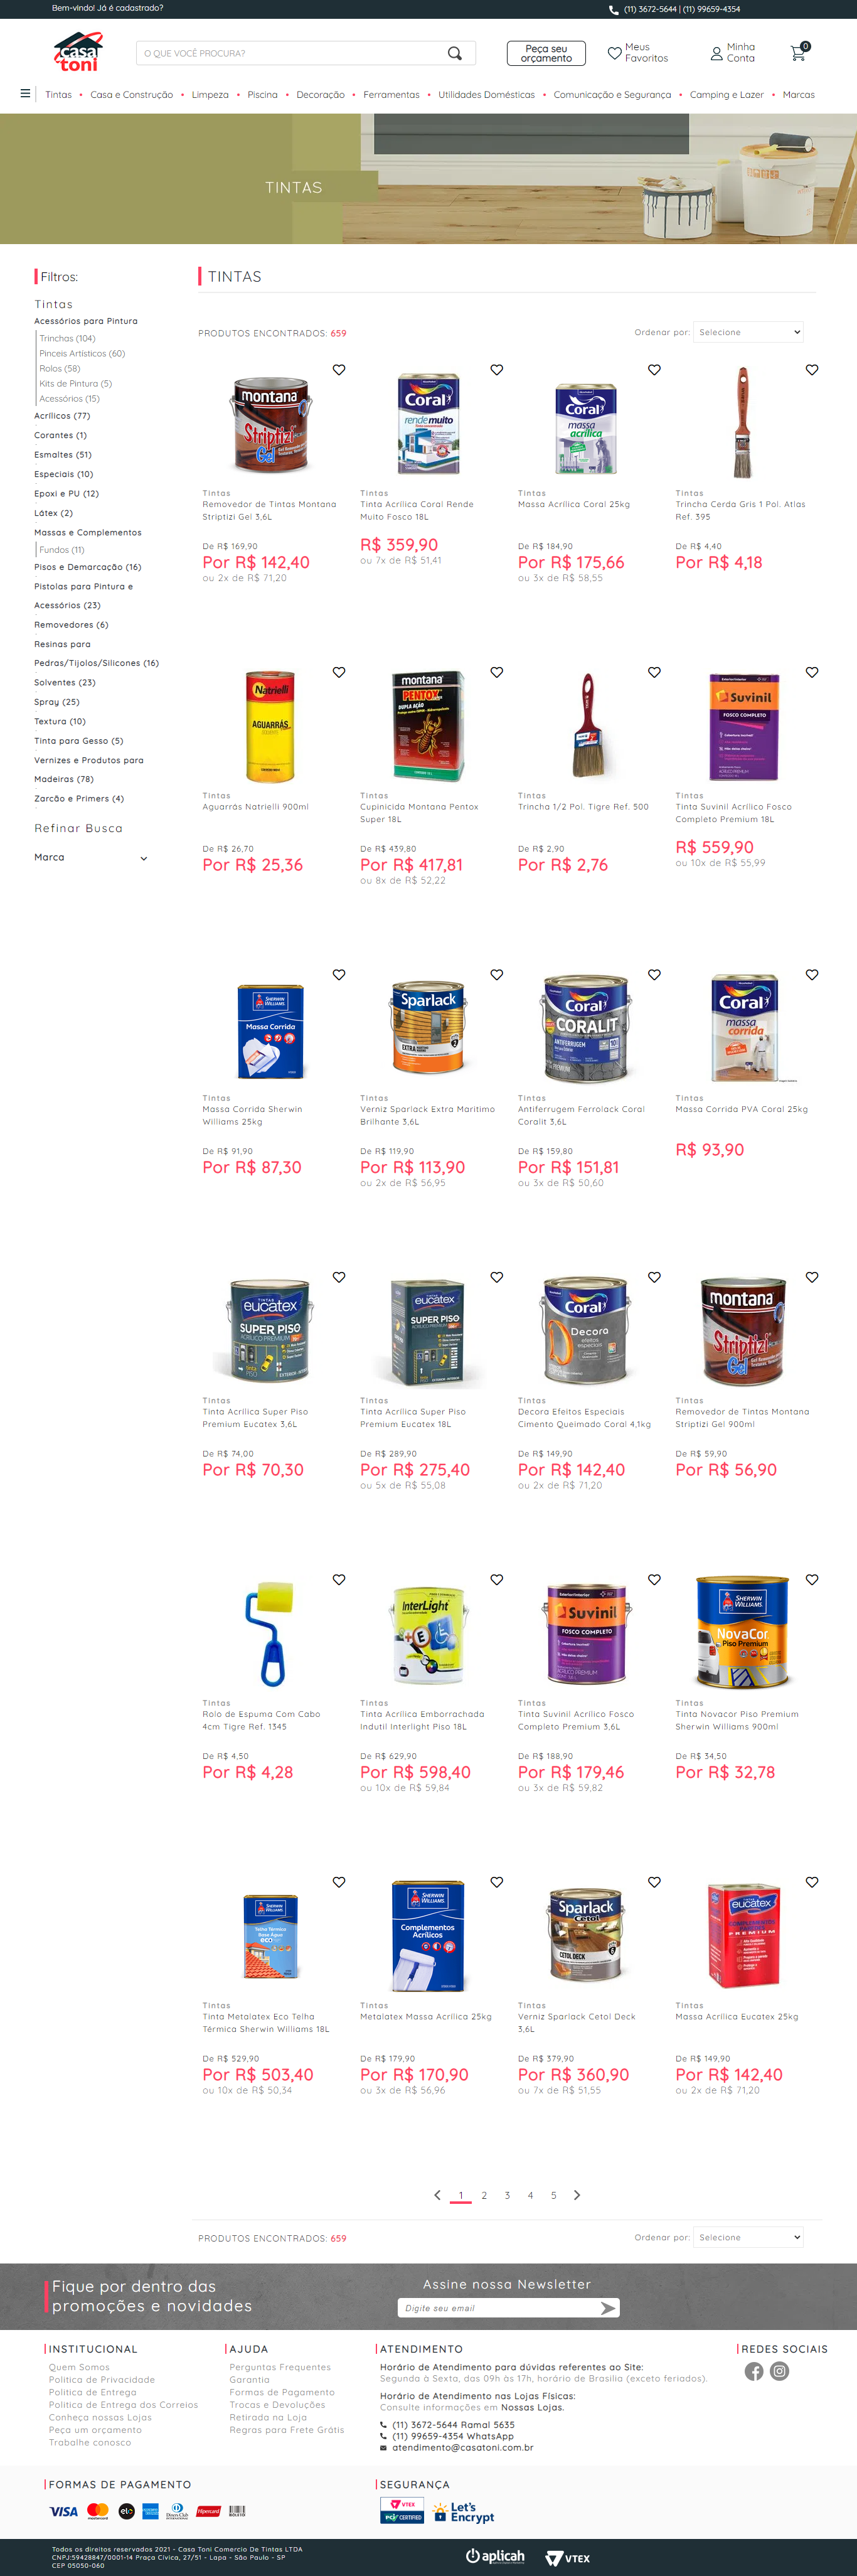 Bem-vindo! Já é cadastrado?
(11) 3672-5644 | (11) 99659-4354
casa
toni
O QUE VOCÊ PROCURA?
Peça seu
orçamento
Meus
Favoritos
Minha
Conta
0
Tintas • Casa e Construção • Limpeza • Piscina • Decoração • Ferramentas • Utilidades Domésticas • Comunicação e Segurança • Camping e Lazer • Marcas
TINTAS
Filtros:
Tintas
Acessórios para Pintura
Trinchas (104)
Pinceis Artísticos (60)
Rolos (58)
Kits de Pintura (5)
Acessórios (15)
Acrílicos (77)
Corantes (1)
Esmaltes (51)
Especiais (10)
Epoxi e PU (12)
Látex (2)
Massas e Complementos
Fundos (11)
Pisos e Demarcação (16)
Pistolas para Pintura e
Acessórios (23)
Removedores (6)
Resinas para
Pedras/Tijolos/Silicones (16)
Solventes (23)
Spray (25)
Textura (10)
Tinta para Gesso (5)
Vernizes e Produtos para
Madeiras (78)
Zarcão e Primers (4)
Refinar Busca
Marca
TINTAS
PRODUTOS ENCONTRADOS: 659
Ordenar por: Selecione
Tintas
Removedor de Tintas Montana
Striptizi Gel 3,6L
De R$ 169,90
Por R$ 142,40
ou 2x de R$ 71,20
Tintas
Tinta Acrílica Coral Rende
Muito Fosco 18L
R$ 359,90
ou 7x de R$ 51,41
Tintas
Massa Acrílica Coral 25kg
De R$ 184,90
Por R$ 175,66
ou 3x de R$ 58,55
Tintas
Trincha Cerda Gris 1 Pol. Atlas
Ref. 395
De R$ 4,40
Por R$ 4,18
Tintas
Aguarrás Natrielli 900ml
De R$ 26,70
Por R$ 25,36
Tintas
Cupinicida Montana Pentox
Super 18L
De R$ 439,80
Por R$ 417,81
ou 8x de R$ 52,22
Tintas
Trincha 1/2 Pol. Tigre Ref. 500
De R$ 2,90
Por R$ 2,76
Tintas
Tinta Suvinil Acrílico Fosco
Completo Premium 18L
R$ 559,90
ou 10x de R$ 55,99
Tintas
Massa Corrida Sherwin
Williams 25kg
De R$ 91,90
Por R$ 87,30
Tintas
Verniz Sparlack Extra Maritimo
Brilhante 3,6L
De R$ 119,90
Por R$ 113,90
ou 2x de R$ 56,95
Tintas
Antiferrugem Ferrolack Coral
Coralit 3,6L
De R$ 159,80
Por R$ 151,81
ou 3x de R$ 50,60
Tintas
Massa Corrida PVA Coral 25kg
R$ 93,90
Tintas
Tinta Acrílica Super Piso
Premium Eucatex 3,6L
De R$ 74,00
Por R$ 70,30
Tintas
Tinta Acrílica Super Piso
Premium Eucatex 18L
De R$ 289,90
Por R$ 275,40
ou 5x de R$ 55,08
Tintas
Decora Efeitos Especiais
Cimento Queimado Coral 4,1kg
De R$ 149,90
Por R$ 142,40
ou 2x de R$ 71,20
Tintas
Removedor de Tintas Montana
Striptizi Gel 900ml
De R$ 59,90
Por R$ 56,90
Tintas
Rolo de Espuma Com Cabo
4cm Tigre Ref. 1345
De R$ 4,50
Por R$ 4,28
Tintas
Tinta Acrílica Emborrachada
Indutil Interlight Piso 18L
De R$ 629,90
Por R$ 598,40
ou 10x de R$ 59,84
Tintas
Tinta Suvinil Acrílico Fosco
Completo Premium 3,6L
De R$ 188,90
Por R$ 179,46
ou 3x de R$ 59,82
Tintas
Tinta Novacor Piso Premium
Sherwin Williams 900ml
De R$ 34,50
Por R$ 32,78
Tintas
Tinta Metalatex Eco Telha
Térmica Sherwin Williams 18L
De R$ 529,90
Por R$ 503,40
ou 10x de R$ 50,34
Tintas
Metalatex Massa Acrílica 25kg
De R$ 179,90
Por R$ 170,90
ou 3x de R$ 56,96
Tintas
Verniz Sparlack Cetol Deck
3,6L
De R$ 379,90
Por R$ 360,90
ou 7x de R$ 51,55
Tintas
Massa Acrílica Eucatex 25kg
De R$ 149,90
Por R$ 142,40
ou 2x de R$ 71,20
1 2 3 4 5
PRODUTOS ENCONTRADOS: 659
Ordenar por: Selecione
Fique por dentro das
promoções e novidades
Assine nossa Newsletter
Digite seu email
INSTITUCIONAL
Quem Somos
Politica de Privacidade
Politica de Entrega
Politica de Entrega dos Correios
Conheça nossas Lojas
Peça um orçamento
Trabalhe conosco
AJUDA
Perguntas Frequentes
Garantia
Formas de Pagamento
Trocas e Devoluções
Retirada na Loja
Regras para Frete Grátis
ATENDIMENTO
Horário de Atendimento para dúvidas referentes ao Site:
Segunda à Sexta, das 09h às 17h, horário de Brasília (exceto feriados).
Horário de Atendimento nas Lojas Físicas:
Consulte informações em Nossas Lojas.
(11) 3672-5644 Ramal 5635
(11) 99659-4354 WhatsApp
atendimento@casatoni.com.br
REDES SOCIAIS
FORMAS DE PAGAMENTO
VISA
elo
Hipercard
BOLETO
SEGURANÇA
VTEX
PCI CERTIFIED
Let's
Encrypt
Todos os direitos reservados 2021 - Casa Toni Comercio De Tintas LTDA
CNPJ:59428847/0001-14 Praça Cívica, 27/51 - Lapa - São Paulo - SP
CEP 05050-060
aplicah
VTEX